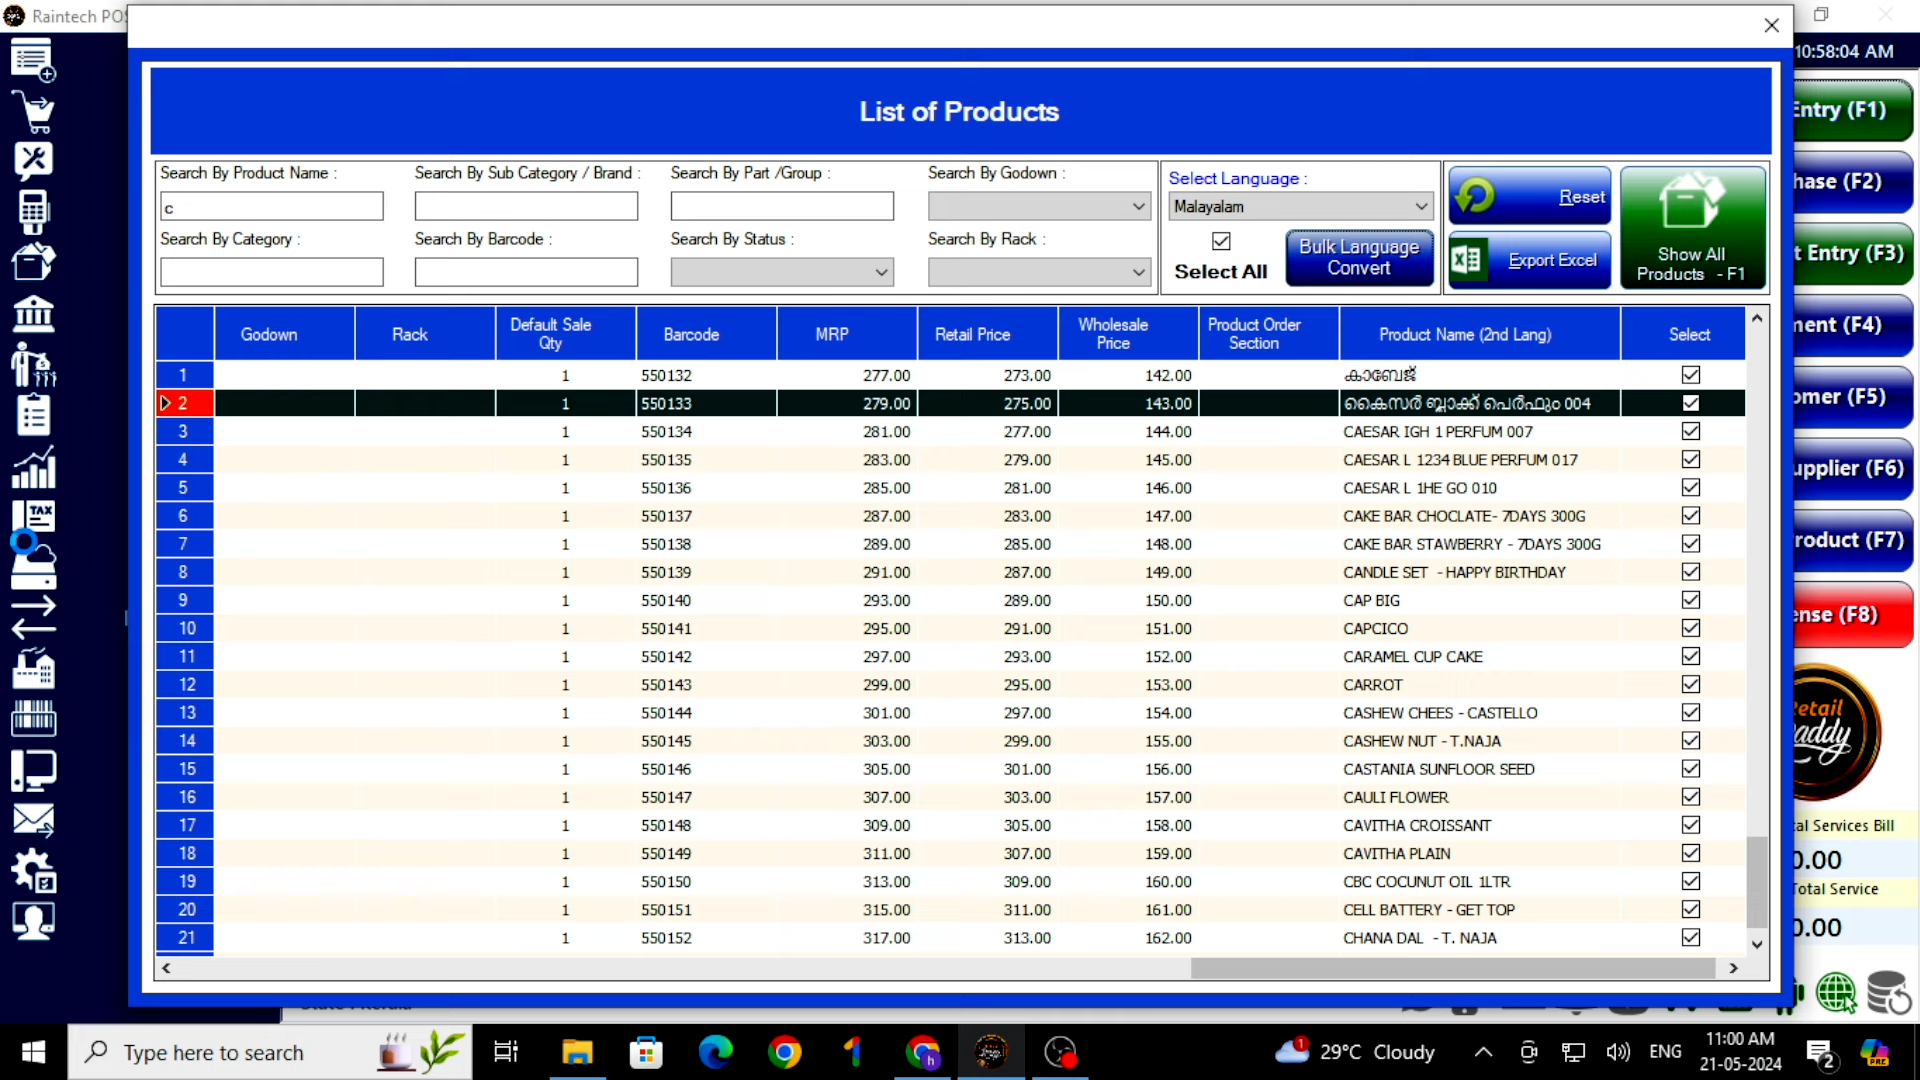 Raintech POS
10:58:04 AM
List of Products
Search By Product Name :
Search By Sub Category / Brand :
Search By Part /Group :
Search By Godown :
Select Language :
c
Malayalam
Reset
Search By Category :
Search By Barcode :
Search By Status :
Search By Rack :
Select All
Bulk Language
Convert
Export Excel
Show All
Products - F1
Entry (F1)
hase (F2)
t Entry (F3)
ment (F4)
omer (F5)
upplier (F6)
roduct (F7)
ense (F8)
TAX
Godown Rack Default Sale Qty Barcode MRP Retail Price Wholesale Price Product Order Section Product Name (2nd Lang) Select
1 1 550132 277.00 273.00 142.00 കാബേജ്
2 1 550133 279.00 275.00 143.00 കൈസർ ബ്ലാക്ക് പെർഫും 004
3 1 550134 281.00 277.00 144.00 CAESAR IGH 1 PERFUM 007
4 1 550135 283.00 279.00 145.00 CAESAR L 1234 BLUE PERFUM 017
5 1 550136 285.00 281.00 146.00 CAESAR L 1HE GO 010
6 1 550137 287.00 283.00 147.00 CAKE BAR CHOCLATE- 7DAYS 300G
7 1 550138 289.00 285.00 148.00 CAKE BAR STAWBERRY - 7DAYS 300G
8 1 550139 291.00 287.00 149.00 CANDLE SET - HAPPY BIRTHDAY
9 1 550140 293.00 289.00 150.00 CAP BIG
10 1 550141 295.00 291.00 151.00 CAPCICO
11 1 550142 297.00 293.00 152.00 CARAMEL CUP CAKE
12 1 550143 299.00 295.00 153.00 CARROT
13 1 550144 301.00 297.00 154.00 CASHEW CHEES - CASTELLO
14 1 550145 303.00 299.00 155.00 CASHEW NUT - T.NAJA
15 1 550146 305.00 301.00 156.00 CASTANIA SUNFLOOR SEED
16 1 550147 307.00 303.00 157.00 CAULI FLOWER
17 1 550148 309.00 305.00 158.00 CAVITHA CROISSANT
18 1 550149 311.00 307.00 159.00 CAVITHA PLAIN
19 1 550150 313.00 309.00 160.00 CBC COCUNUT OIL 1LTR
20 1 550151 315.00 311.00 161.00 CELL BATTERY - GET TOP
21 1 550152 317.00 313.00 162.00 CHANA DAL - T. NAJA
etail
addy
al Services Bill
0.00
Total Service
0.00
Type here to search
1
29°C Cloudy
ENG
11:00 AM
21-05-2024
2
PRE